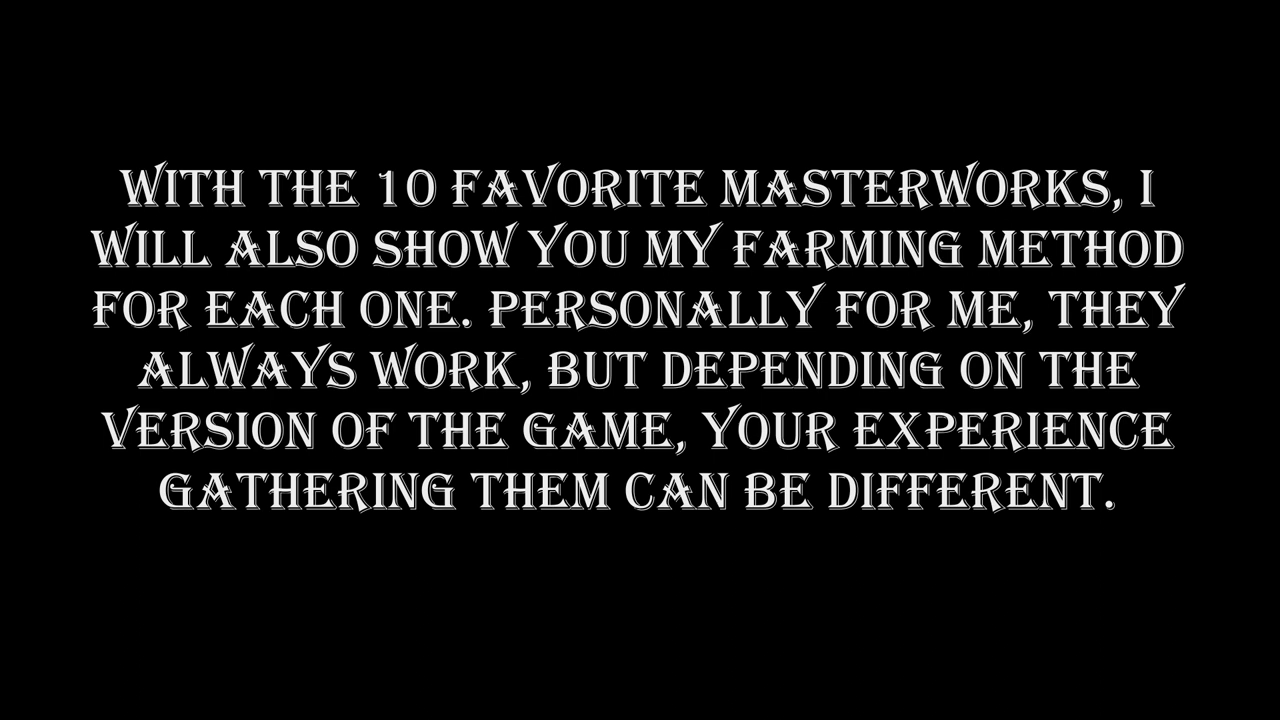 WITH THE 10 FAVORITE MASTERWORKS, I
WILL ALSO SHOW YOU MY FARMING METHOD
FOR EACH ONE. PERSONALLY FOR ME, THEY
ALWAYS WORK, BUT DEPENDING ON THE
VERSION OF THE GAME, YOUR EXPERIENCE
GATHERING THEM CAN BE DIFFERENT.